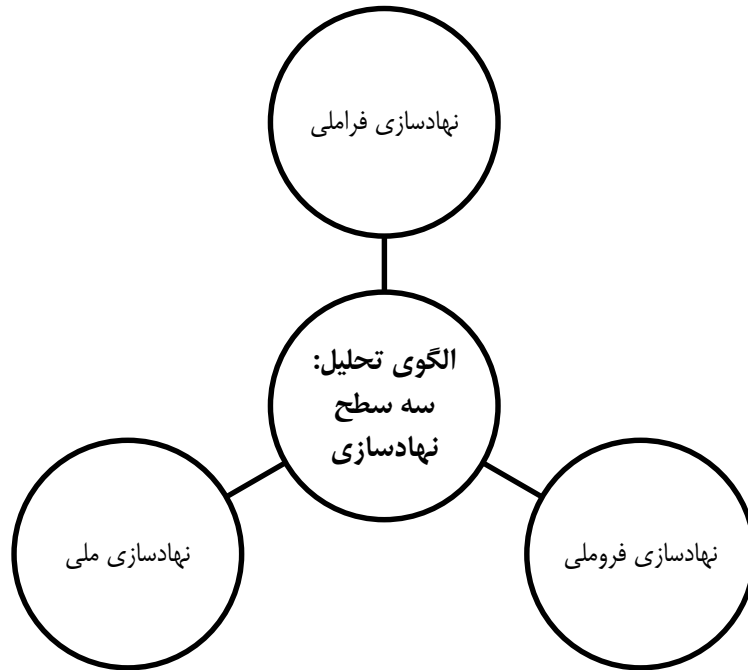 نهادسازی فراملی
الگوی تحلیل:
سه سطح
نهادسازی
نهادسازی ملی
نهادسازی فروملی